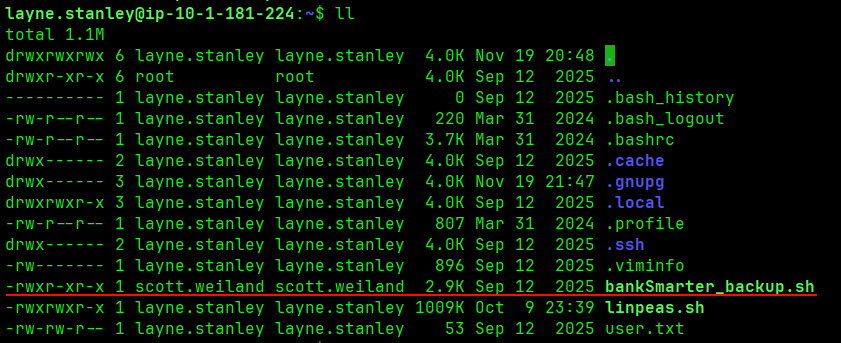 layne.stanley@ip-10-1-181-224:~$ ll
total 1.1M
drwxrwxrwx 6 layne.stanley layne.stanley  4.0K Nov 19 20:48 .
drwxr-xr-x 6 root          root           4.0K Sep 12  2025 ..
---------- 1 layne.stanley layne.stanley     0 Sep 12  2025 .bash_history
-rw-r--r-- 1 layne.stanley layne.stanley   220 Mar 31  2024 .bash_logout
-rw-r--r-- 1 layne.stanley layne.stanley  3.7K Mar 31  2024 .bashrc
drwx------ 2 layne.stanley layne.stanley  4.0K Sep 12  2025 .cache
drwx------ 3 layne.stanley layne.stanley  4.0K Nov 19 21:47 .gnupg
drwxrwxr-x 3 layne.stanley layne.stanley  4.0K Sep 12  2025 .local
-rw-r--r-- 1 layne.stanley layne.stanley   807 Mar 31  2024 .profile
drwx------ 2 layne.stanley layne.stanley  4.0K Sep 12  2025 .ssh
-rw------- 1 layne.stanley layne.stanley   896 Sep 12  2025 .viminfo
-rwxr-xr-x 1 scott.weiland scott.weiland  2.9K Sep 12  2025 bankSmarter_backup.sh
-rwxrwxr-x 1 layne.stanley layne.stanley 1009K Oct  9 23:39 linpeas.sh
-rw-rw-r-- 1 layne.stanley layne.stanley    53 Sep 12  2025 user.txt